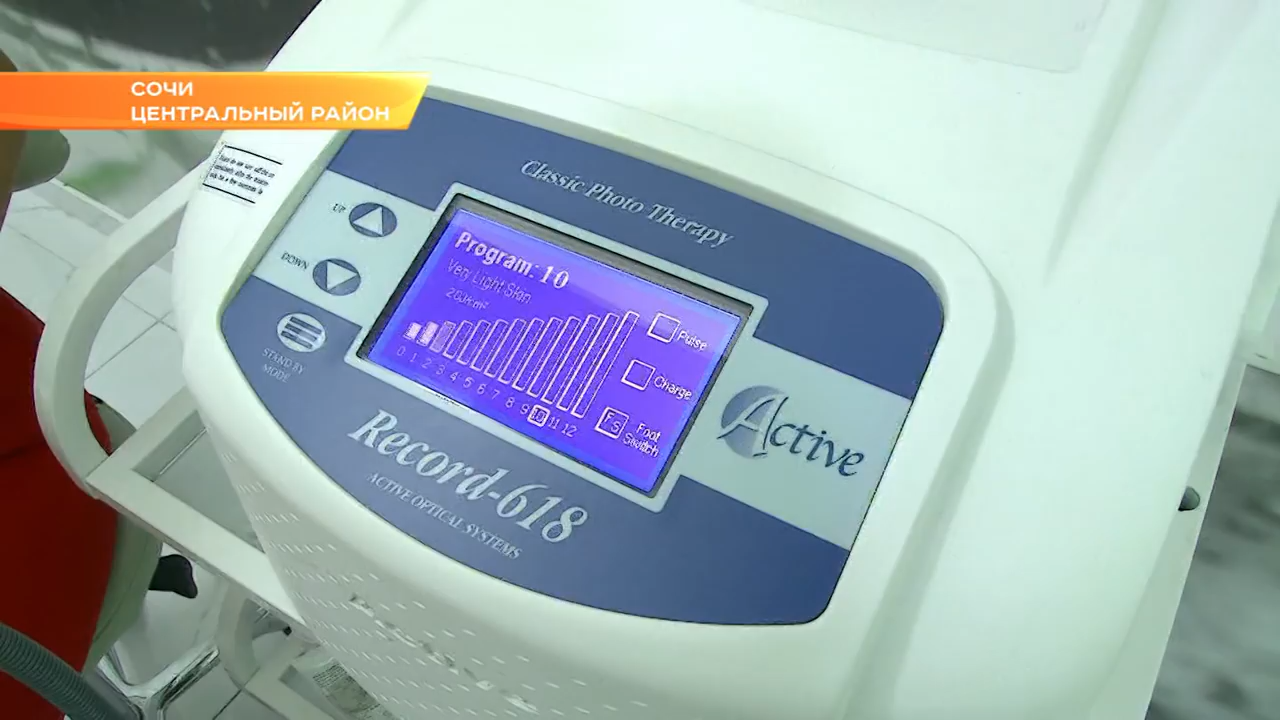 СОЧИ
ЦЕНТРАЛЬНЫЙ РАЙОН
Classic Photo Therapy
UP
DOWN
STAND BY
MODE
Program: 10
Very Light Skin
Pulse
Charge
Fs Foot
Switch
0 1 2 3 4 5 6 7 8 9 10 11 12
Active
Record-618
ACTIVE OPTICAL SYSTEMS